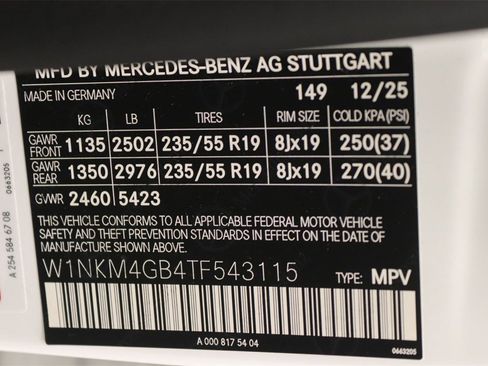 MFD BY MERCEDES-BENZ AG STUTTGART
MADE IN GERMANY 149 12/25
KG LB TIRES RIM SIZE COLD KPA (PSI)
GAWR FRONT 1135 2502 235/55 R19 8Jx19 250(37)
GAWR REAR 1350 2976 235/55 R19 8Jx19 270(40)
GVWR 2460 5423
THIS VEHICLE CONFORMS TO ALL APPLICABLE FEDERAL MOTOR VEHICLE
SAFETY AND THEFT PREVENTION STANDARDS IN EFFECT ON THE DATE
OF MANUFACTURE SHOWN ABOVE.
W1NKM4GB4TF543115 TYPE: MPV
A 000 817 54 04
0663205
A 254 584 67 08
0663205